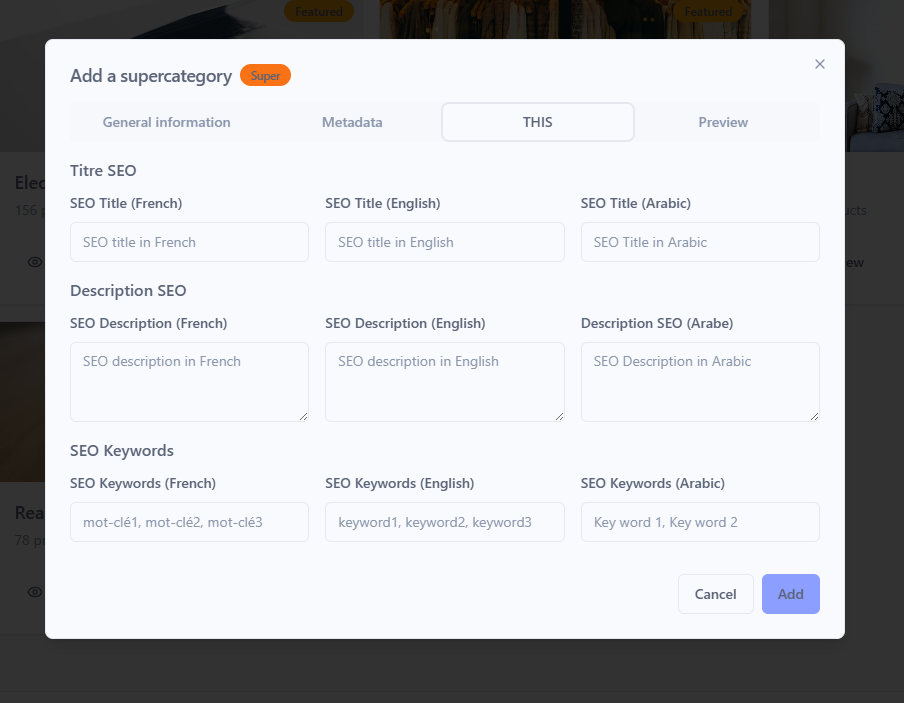 Featured
Featured
Add a supercategory Super
General information Metadata THIS Preview
Titre SEO
SEO Title (French) SEO Title (English) SEO Title (Arabic)
SEO title in French SEO title in English SEO Title in Arabic
Description SEO
SEO Description (French) SEO Description (English) Description SEO (Arabe)
SEO description in French SEO description in English SEO Description in Arabic
SEO Keywords
SEO Keywords (French) SEO Keywords (English) SEO Keywords (Arabic)
mot-clé1, mot-clé2, mot-clé3 keyword1, keyword2, keyword3 Key word 1, Key word 2
Cancel Add
156
78